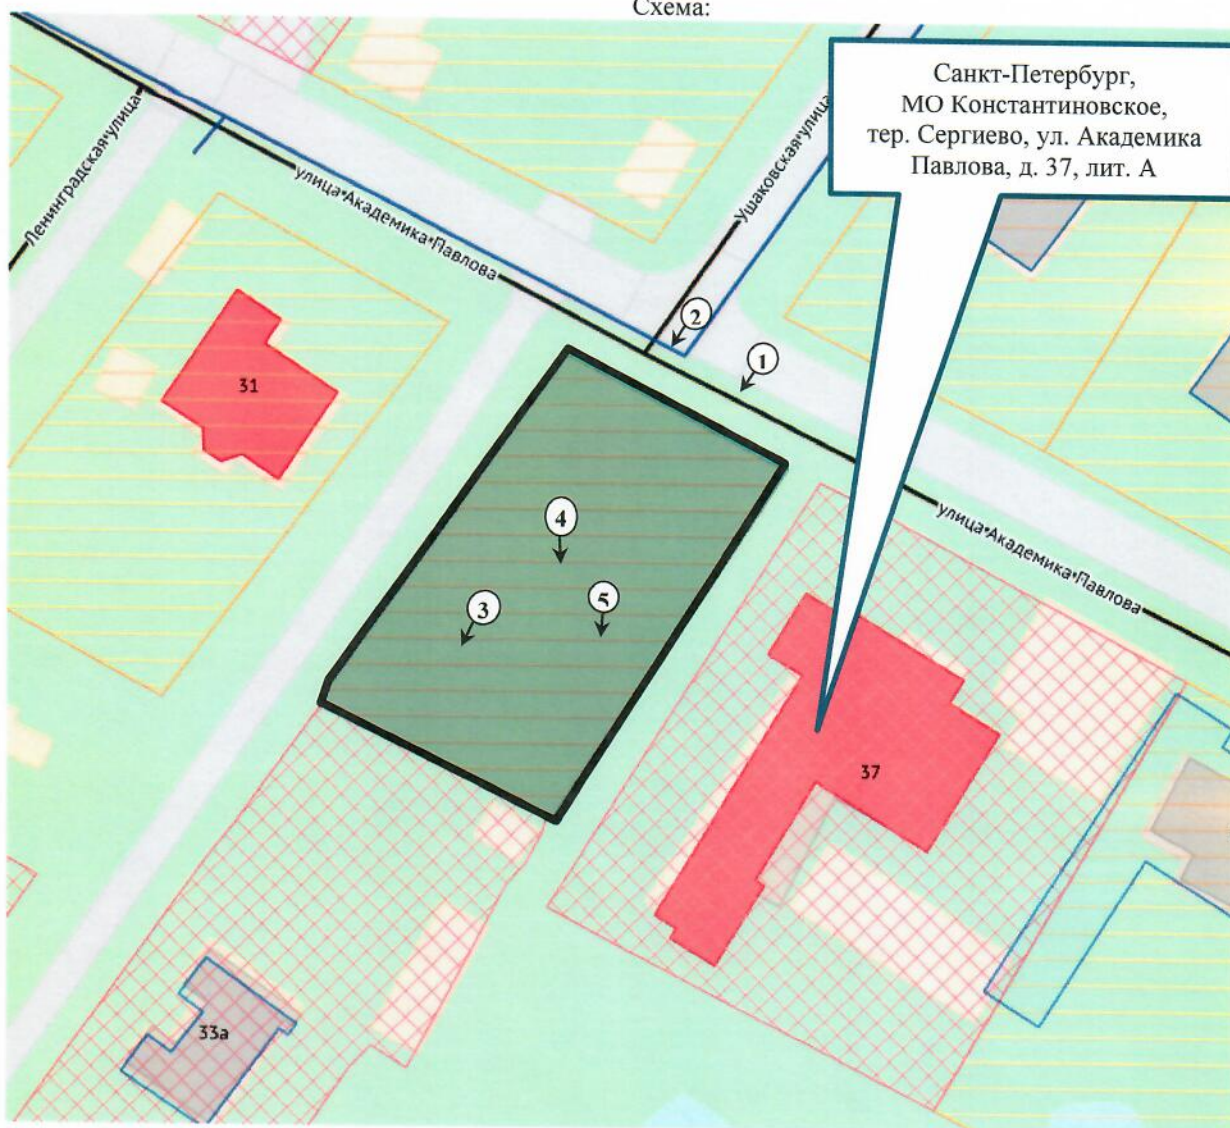 Схема:
Санкт-Петербург,
МО Константиновское,
тер. Сергиево, ул. Академика
Павлова, д. 37, лит. А
Ленинградская•улица
улица•Академика•Павлова
Ушаковская•улица
2
1
31
4
улица•Академика•Павлова
3
5
37
33а